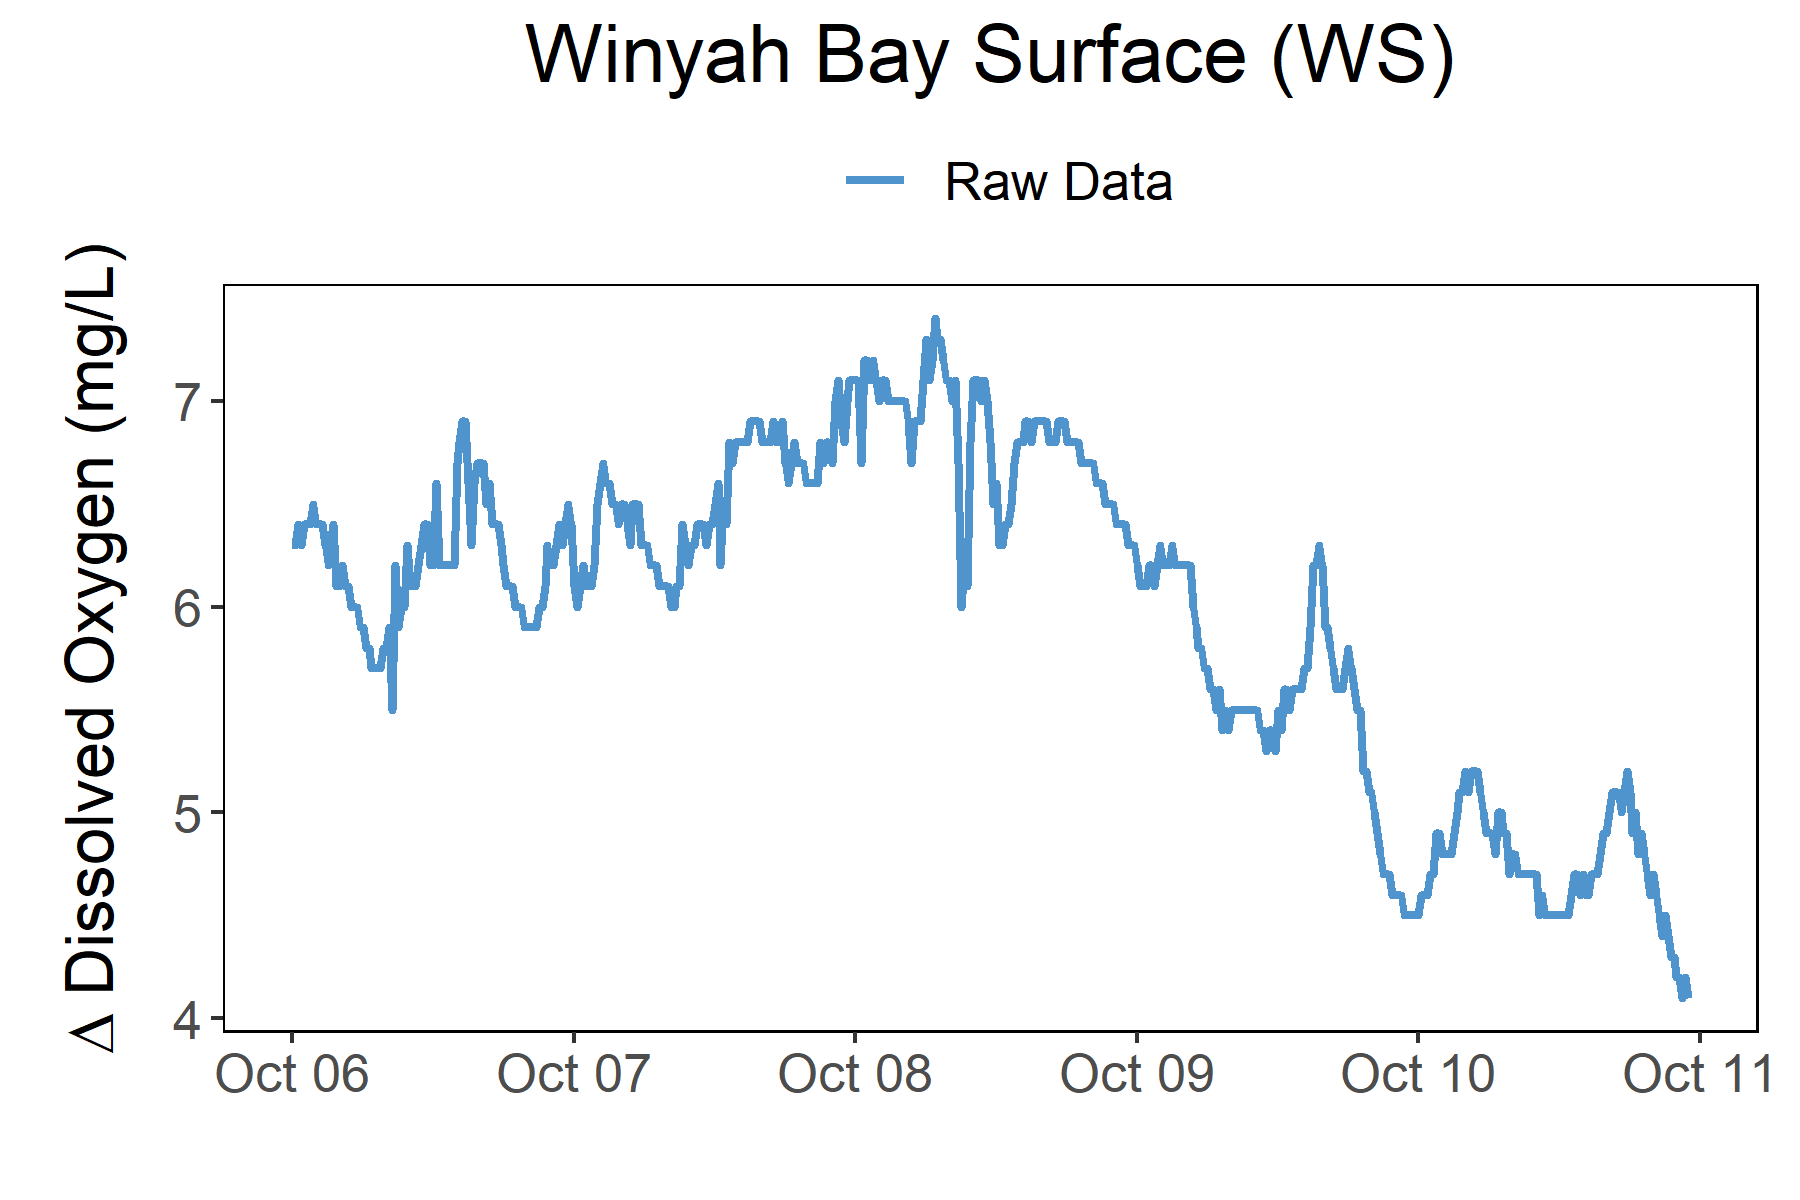 Winyah Bay Surface (WS)
Raw Data
Δ Dissolved Oxygen (mg/L)
7
6
5
4
Oct 06 Oct 07 Oct 08 Oct 09 Oct 10 Oct 11